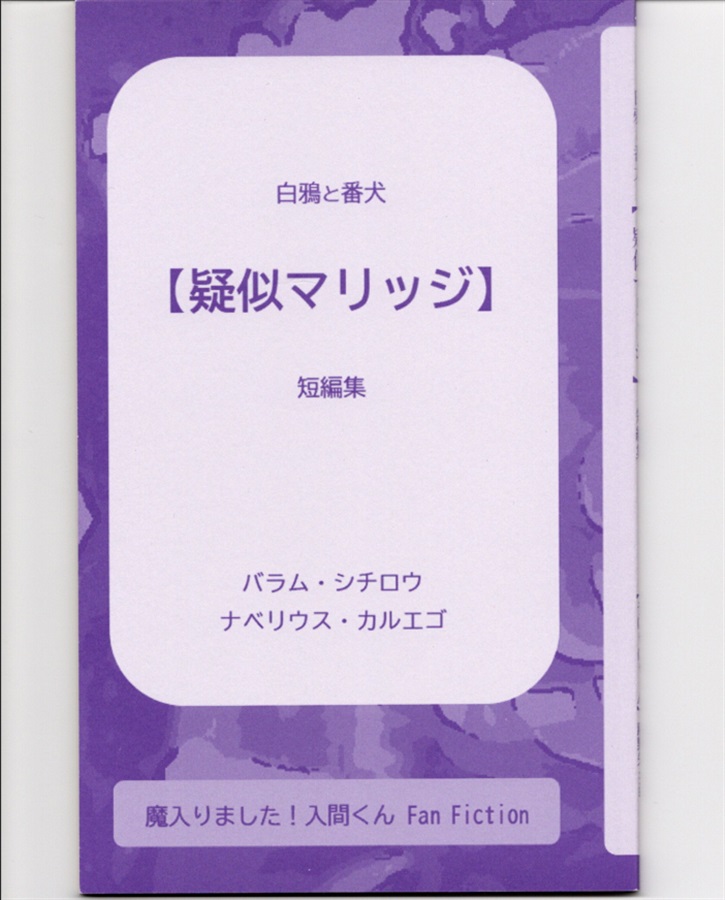 白鴉と番犬
【疑似マリッジ】
短編集
バラム・シチロウ
ナベリウス・カルエゴ
魔入りました！入間くん Fan Fiction